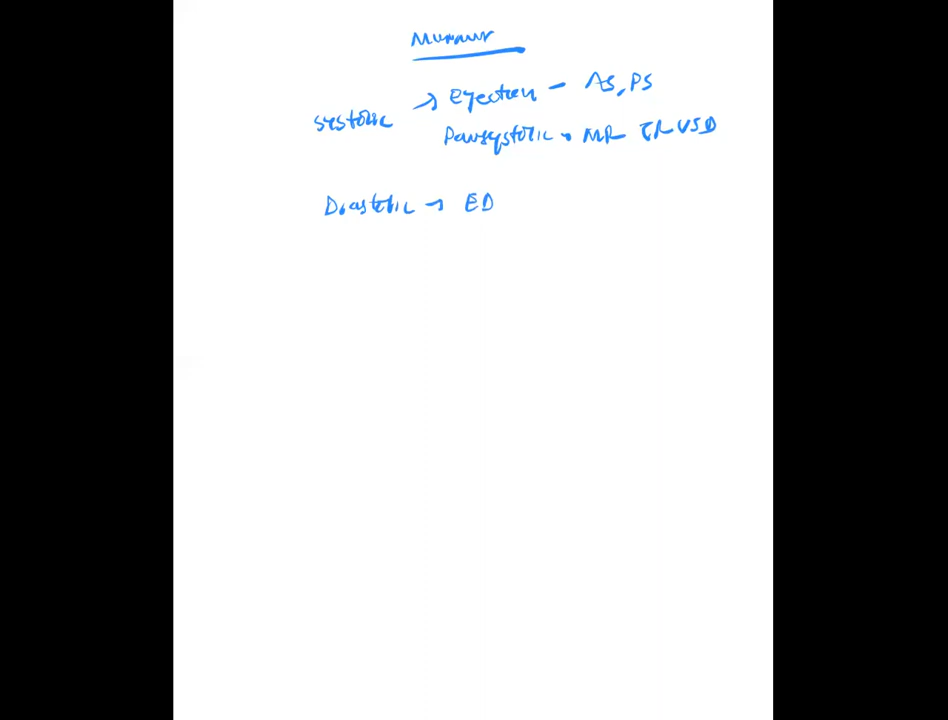 Murmur
Systolic → Ejection - AS, PS
Pansystolic - MR TR VSD
Diastolic → ED